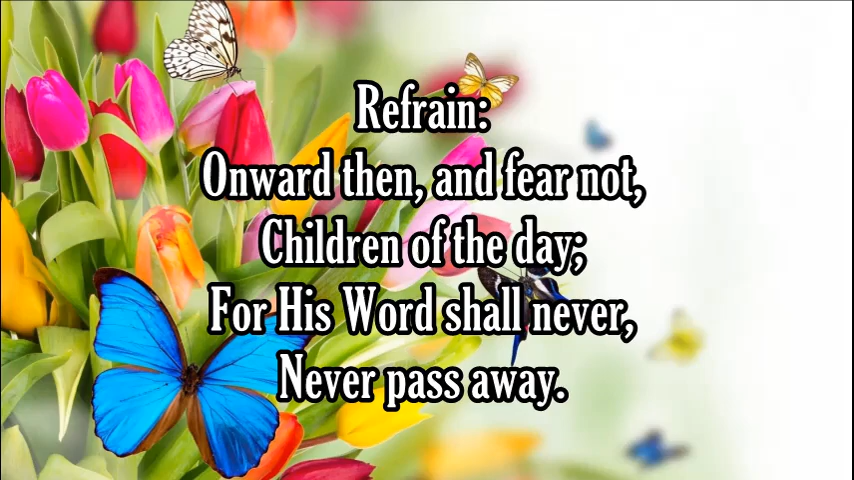 Refrain:
Onward then, and fear not,
Children of the day;
For His Word shall never,
Never pass away.